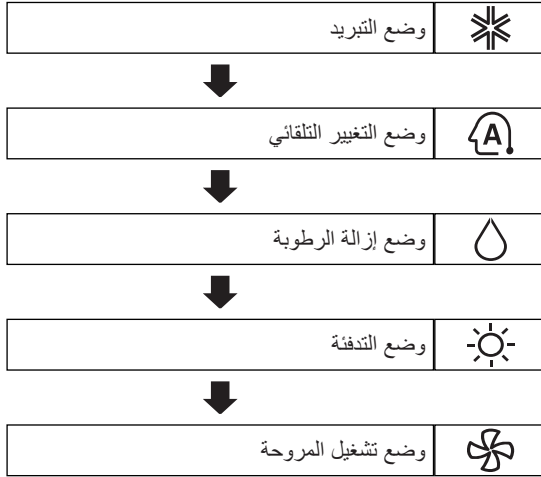 وضع التبريد
وضع التغيير التلقائي
A
وضع إزالة الرطوبة
وضع التدفئة
وضع تشغيل المروحة